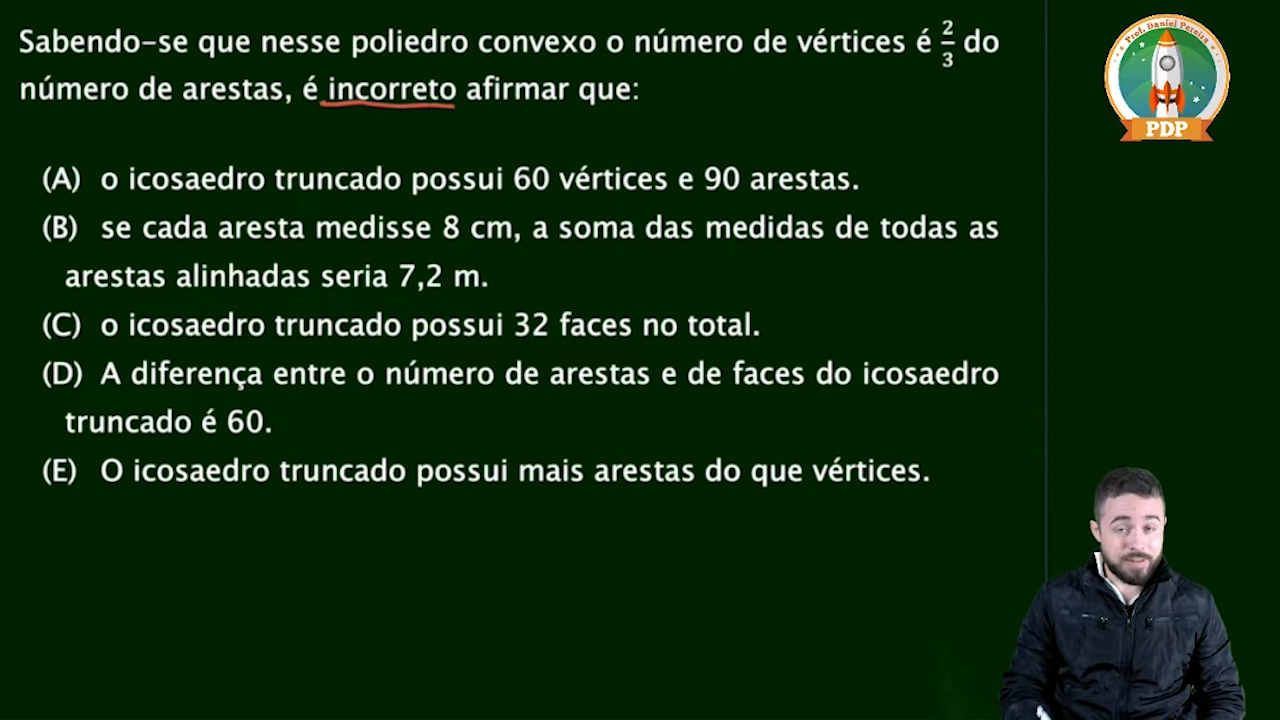 Sabendo-se que nesse poliedro convexo o número de vértices é 2/3 do
número de arestas, é incorreto afirmar que:
(A) o icosaedro truncado possui 60 vértices e 90 arestas.
(B) se cada aresta medisse 8 cm, a soma das medidas de todas as
arestas alinhadas seria 7,2 m.
(C) o icosaedro truncado possui 32 faces no total.
(D) A diferença entre o número de arestas e de faces do icosaedro
truncado é 60.
(E) O icosaedro truncado possui mais arestas do que vértices.
Prof. Daniel Pereira
PDP